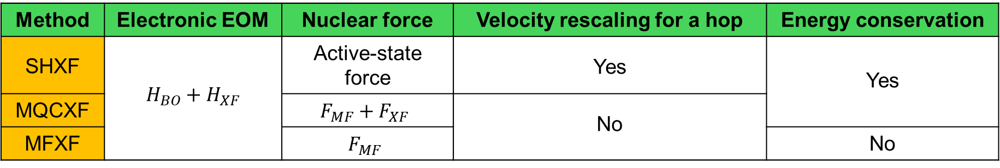 Method Electronic EOM Nuclear force Velocity rescaling for a hop Energy conservation
SHXF
H_{BO} + H_{XF}
Active-state
force
Yes
Yes
MQCXF
F_{MF} + F_{XF}
No
MFXF
F_{MF}
No